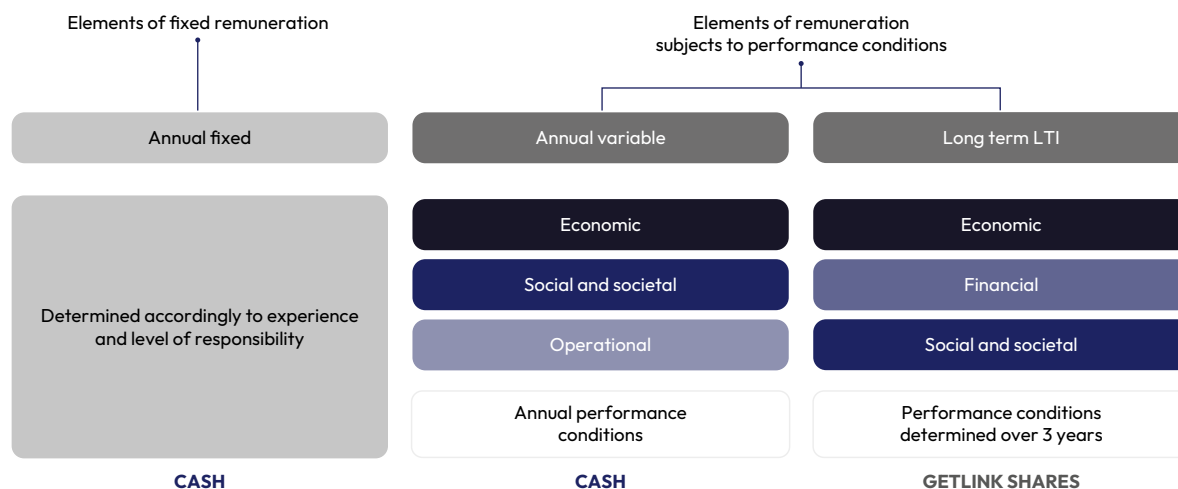 Elements of fixed remuneration
Elements of remuneration
subjects to performance conditions
Annual fixed
Annual variable
Long term LTI
Determined accordingly to experience
and level of responsibility
Economic
Social and societal
Operational
Annual performance
conditions
Economic
Financial
Social and societal
Performance conditions
determined over 3 years
CASH
CASH
GETLINK SHARES